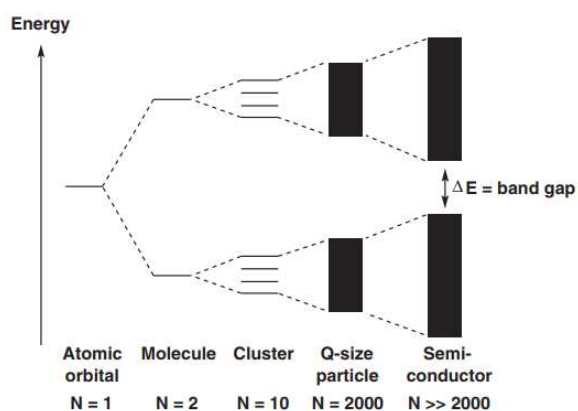 Energy
ΔE = band gap
Atomic Molecule Cluster Q-size Semi-
orbital particle conductor
N = 1 N = 2 N = 10 N = 2000 N >> 2000